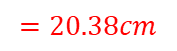 = 20.38cm